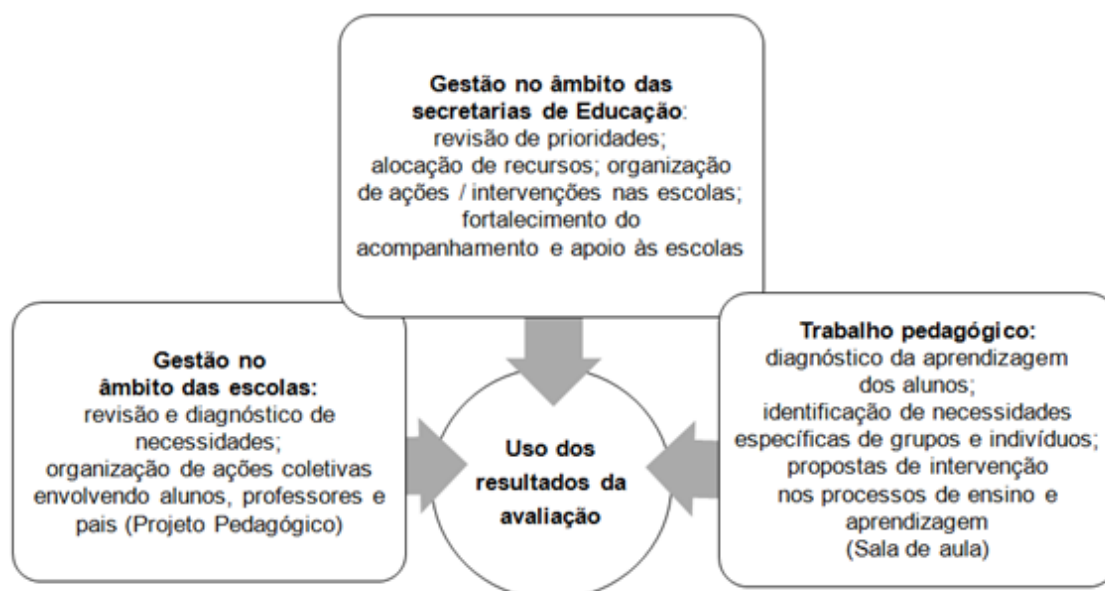 Gestão no âmbito das
secretarias de Educação:
revisão de prioridades;
alocação de recursos; organização
de ações / intervenções nas escolas;
fortalecimento do
acompanhamento e apoio às escolas
Gestão no
âmbito das escolas:
revisão e diagnóstico de
necessidades;
organização de ações coletivas
envolvendo alunos, professores e
pais (Projeto Pedagógico)
Uso dos
resultados da
avaliação
Trabalho pedagógico:
diagnóstico da aprendizagem
dos alunos;
identificação de necessidades
específicas de grupos e indivíduos;
propostas de intervenção
nos processos de ensino e
aprendizagem
(Sala de aula)